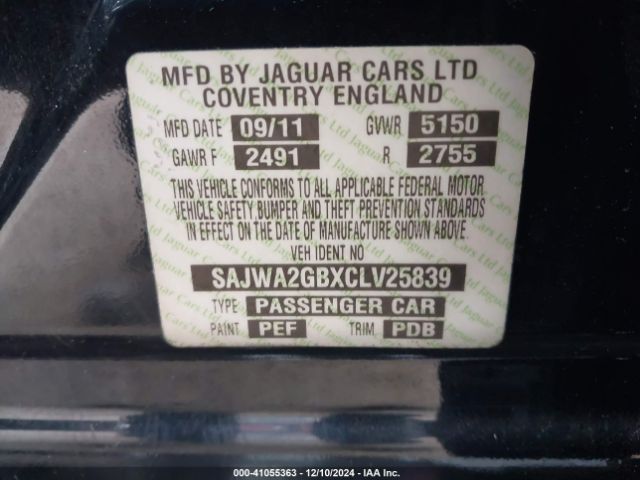 MFD BY JAGUAR CARS LTD
COVENTRY ENGLAND
MFD DATE 09/11 GVWR 5150
GAWR F 2491 R 2755
THIS VEHICLE CONFORMS TO ALL APPLICABLE FEDERAL MOTOR
VEHICLE SAFETY, BUMPER AND THEFT PREVENTION STANDARDS
IN EFFECT ON THE DATE OF MANUFACTURE SHOWN ABOVE.
VEH IDENT NO
SAJWA2GBXCLV25839
TYPE PASSENGER CAR
PAINT PEF TRIM PDB
000-41055363 - 12/10/2024 - IAA Inc.